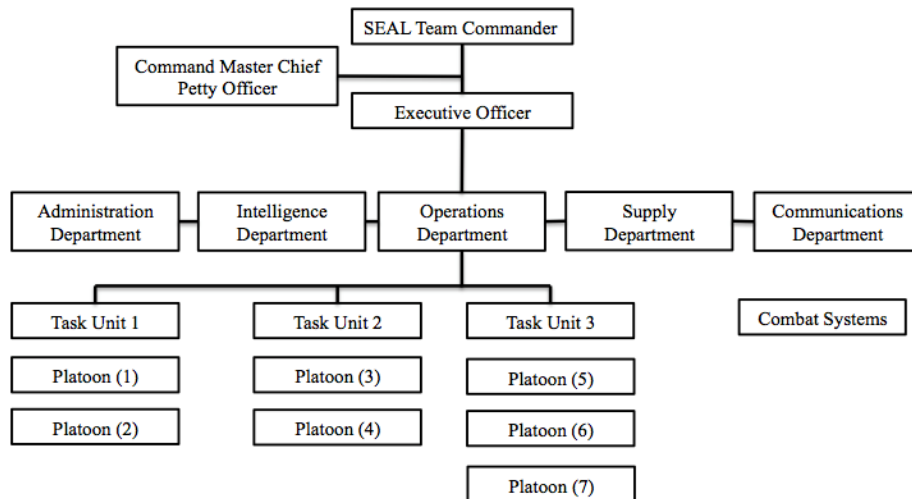 SEAL Team Commander
Command Master Chief
Petty Officer
Executive Officer
Administration
Department
Intelligence
Department
Operations
Department
Supply
Department
Communications
Department
Task Unit 1
Task Unit 2
Task Unit 3
Combat Systems
Platoon (1)
Platoon (3)
Platoon (5)
Platoon (2)
Platoon (4)
Platoon (6)
Platoon (7)